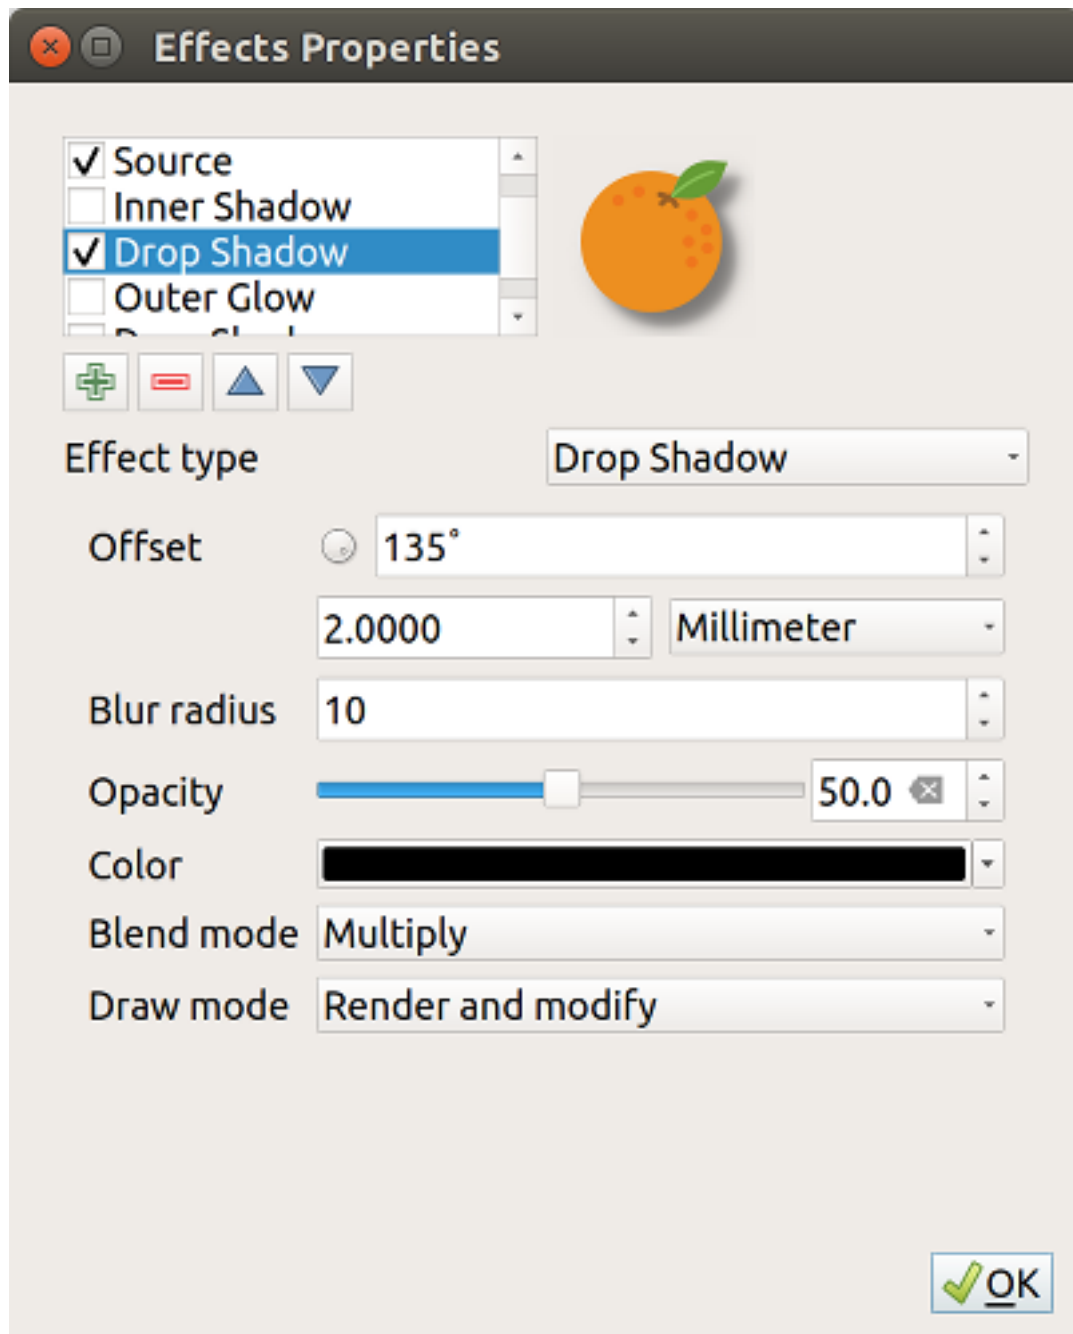 Effects Properties
Source
Inner Shadow
Drop Shadow
Outer Glow
Effect type Drop Shadow
Offset 135°
2.0000 Millimeter
Blur radius 10
Opacity 50.0
Color
Blend mode Multiply
Draw mode Render and modify
OK